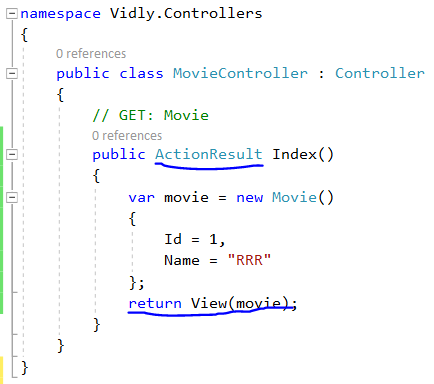 namespace Vidly.Controllers
{
0 references
public class MovieController : Controller
{
// GET: Movie
0 references
public ActionResult Index()
{
var movie = new Movie()
{
Id = 1,
Name = "RRR"
};
return View(movie);
}
}
}